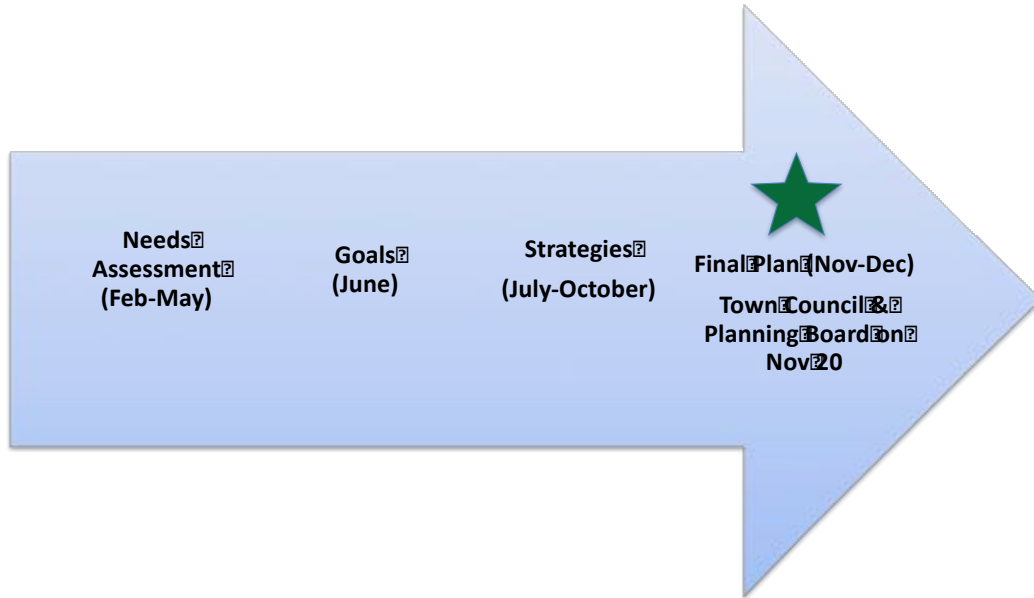 Needs
Assessment
(Feb-May)
Goals
(June)
Strategies
(July-October)
Final Plan (Nov-Dec)
Town Council &
Planning Board on
Nov 20